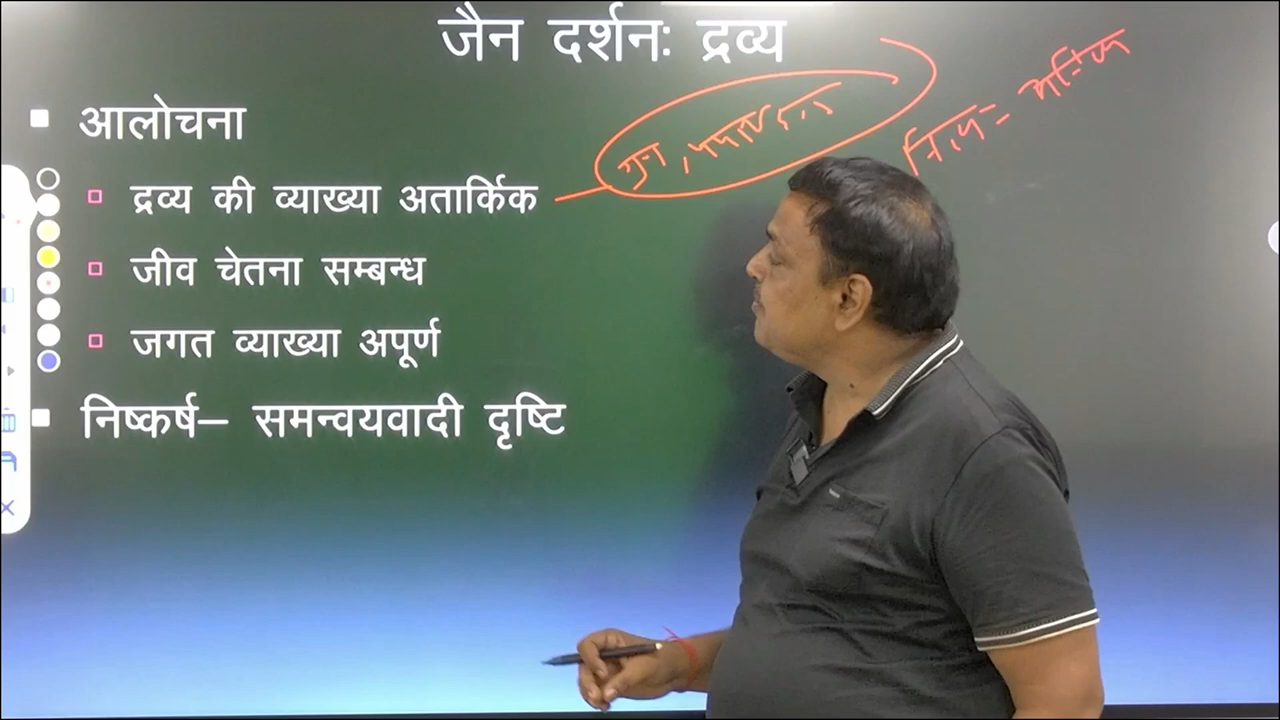 जैन दर्शनः द्रव्य
आलोचना
द्रव्य की व्याख्या अतार्किक
जीव चेतना सम्बन्ध
जगत व्याख्या अपूर्ण
निष्कर्ष– समन्वयवादी दृष्टि